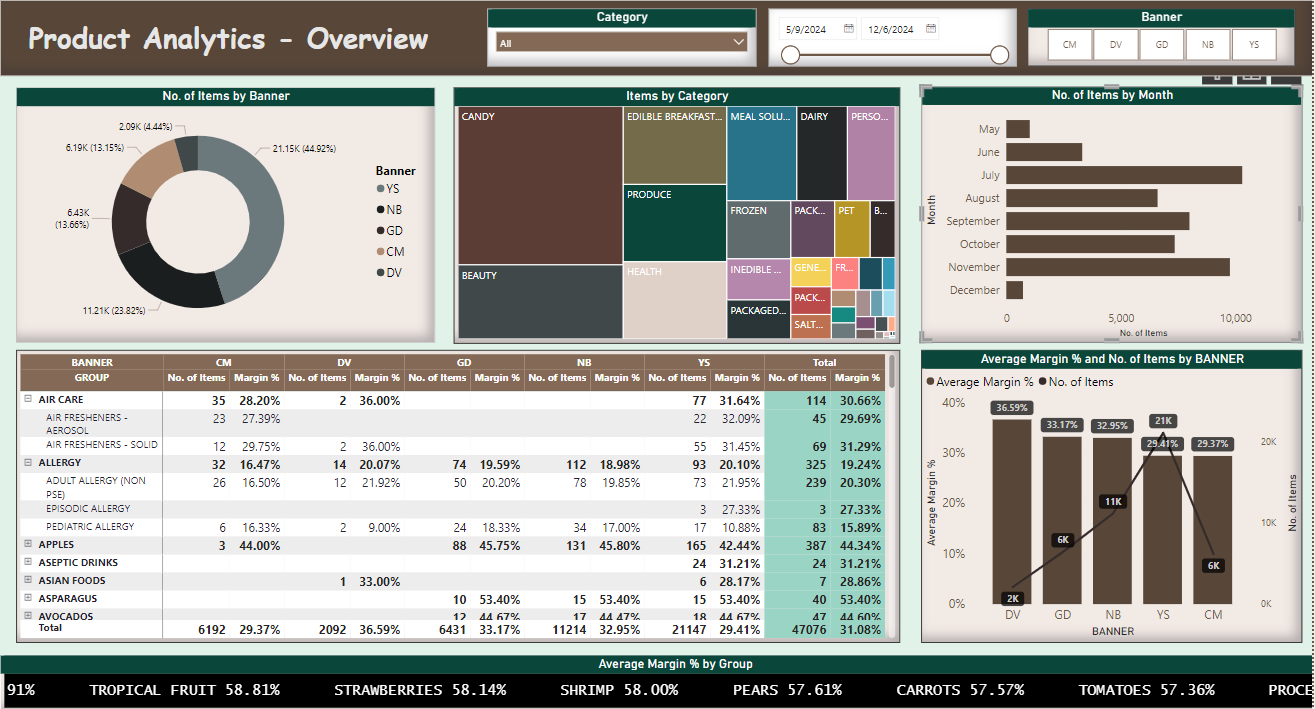 Product Analytics - Overview
Category
All
5/9/2024
12/6/2024
Banner
CM DV GD NB YS
No. of Items by Banner
2.09K (4.44%)
6.19K (13.15%)
21.15K (44.92%)
6.43K
(13.66%)
11.21K (23.82%)
Banner
YS
NB
GD
CM
DV
Items by Category
CANDY
EDILBLE BREAKFAST...
MEAL SOLU...
DAIRY
PERSO...
PRODUCE
FROZEN
PACK...
PET
B...
BEAUTY
HEALTH
INEDIBLE ...
GENE...
FR...
PACKAGED...
PACK...
SALT...
No. of Items by Month
Month
May
June
July
August
September
October
November
December
0 5,000 10,000
No. of Items
BANNER CM DV GD NB YS Total
GROUP No. of Items Margin % No. of Items Margin % No. of Items Margin % No. of Items Margin % No. of Items Margin % No. of Items Margin %
AIR CARE 35 28.20% 2 36.00% 77 31.64% 114 30.66%
AIR FRESHENERS - 23 27.39% 22 32.09% 45 29.69%
AEROSOL
AIR FRESHENERS - SOLID 12 29.75% 2 36.00% 55 31.45% 69 31.29%
ALLERGY 32 16.47% 14 20.07% 74 19.59% 112 18.98% 93 20.10% 325 19.24%
ADULT ALLERGY (NON 26 16.50% 12 21.92% 50 20.20% 78 19.85% 73 21.95% 239 20.30%
PSE)
EPISODIC ALLERGY 3 27.33% 3 27.33%
PEDIATRIC ALLERGY 6 16.33% 2 9.00% 24 18.33% 34 17.00% 17 10.88% 83 15.89%
APPLES 3 44.00% 88 45.75% 131 45.80% 165 42.44% 387 44.34%
ASEPTIC DRINKS 24 31.21% 24 31.21%
ASIAN FOODS 1 33.00% 6 28.17% 7 28.86%
ASPARAGUS 10 53.40% 15 53.40% 15 53.40% 40 53.40%
AVOCADOS 12 44.67% 17 44.47% 18 44.67% 47 44.60%
Total 6192 29.37% 2092 36.59% 6431 33.17% 11214 32.95% 21147 29.41% 47076 31.08%
Average Margin % and No. of Items by BANNER
Average Margin % No. of Items
Average Margin %
40%
30%
20%
10%
0%
36.59% 33.17% 32.95% 29.41% 29.37%
2K 6K 11K 21K 6K
20K
10K
0K
No. of Items
DV GD NB YS CM
BANNER
Average Margin % by Group
91% TROPICAL FRUIT 58.81% STRAWBERRIES 58.14% SHRIMP 58.00% PEARS 57.61% CARROTS 57.57% TOMATOES 57.36% PROCE